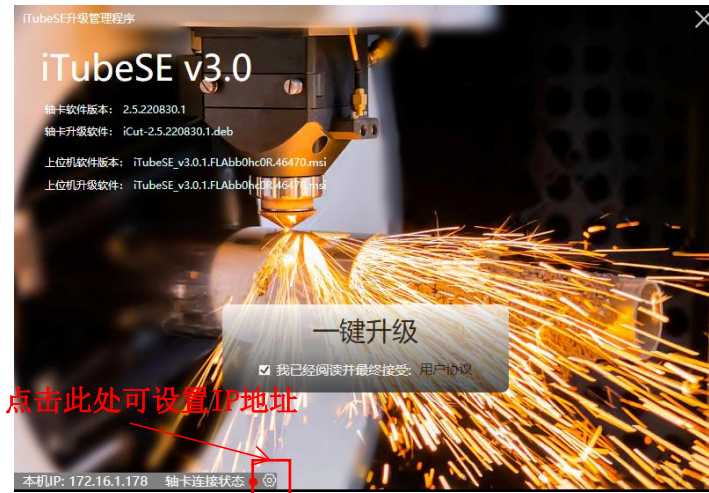 iTubeSE升级管理程序
iTubeSE v3.0
轴卡软件版本： 2.5.220830.1
轴卡升级软件： iCut-2.5.220830.1.deb
上位机软件版本： iTubeSE_v3.0.1.FLAbb0hc0R.46470.msi
上位机升级软件： iTubeSE_v3.0.1.FLAbb0hc0R.46470.msi
一键升级
我已经阅读并最终接受: 用户协议
点击此处可设置IP地址
本机IP: 172.16.1.178 轴卡连接状态